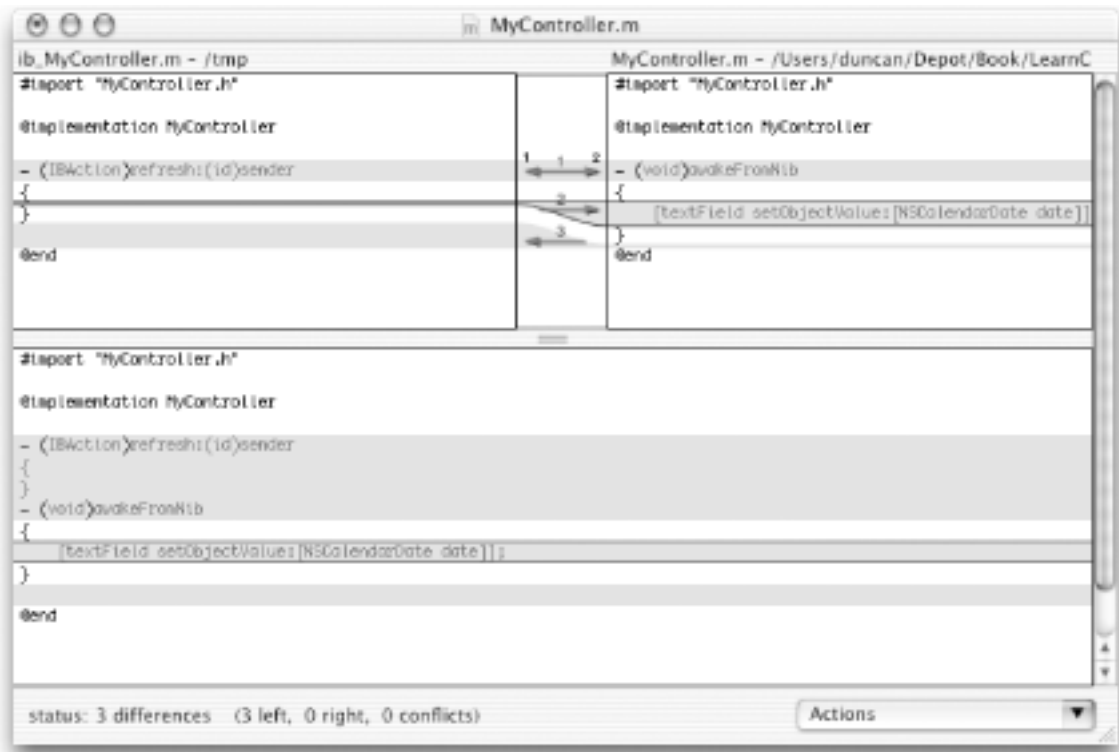 MyController.m
ib_MyController.m - /tmp
MyController.m - /Users/duncan/Depot/Book/LearnC
#import "MyController.h"
@implementation MyController
- (IBAction)refresh:(id)sender
{
}
@end
1 1 2
2
3
#import "MyController.h"
@implementation MyController
- (void)awakeFromNib
{
[textField setObjectValue:[NSCalendarDate date]]
}
@end
#import "MyController.h"
@implementation MyController
- (IBAction)refresh:(id)sender
{
}
- (void)awakeFromNib
{
[textField setObjectValue:[NSCalendarDate date]];
}
@end
status: 3 differences (3 left, 0 right, 0 conflicts)
Actions